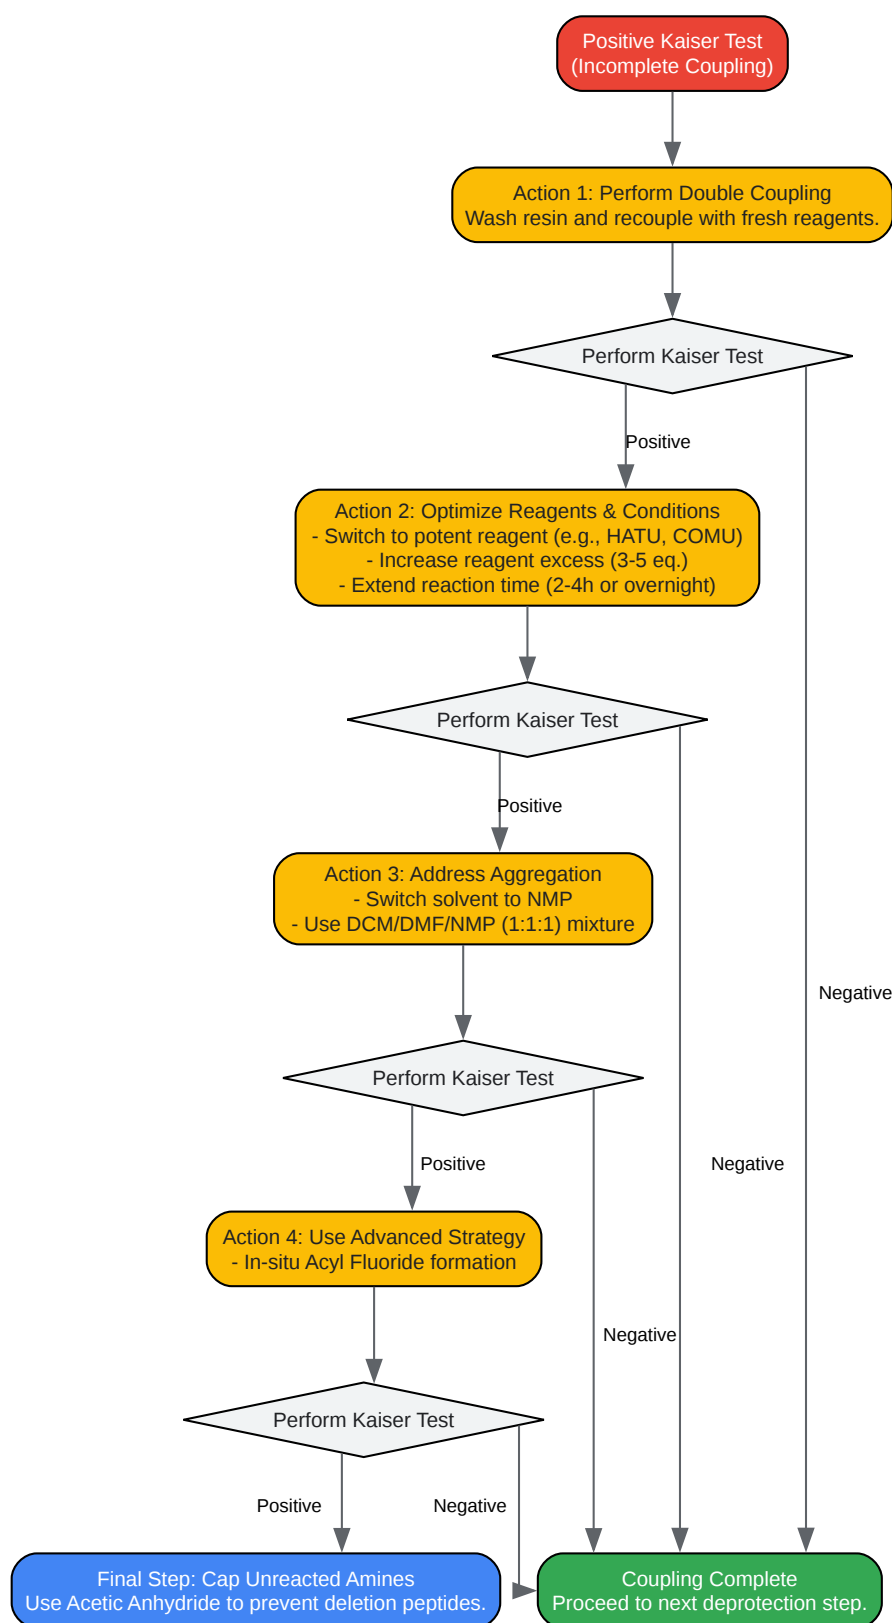 Positive Kaiser Test
(Incomplete Coupling)
Action 1: Perform Double Coupling
Wash resin and recouple with fresh reagents.
Perform Kaiser Test
Positive
Action 2: Optimize Reagents & Conditions
- Switch to potent reagent (e.g., HATU, COMU)
- Increase reagent excess (3-5 eq.)
- Extend reaction time (2-4h or overnight)
Perform Kaiser Test
Positive
Action 3: Address Aggregation
- Switch solvent to NMP
- Use DCM/DMF/NMP (1:1:1) mixture
Negative
Perform Kaiser Test
Positive
Negative
Action 4: Use Advanced Strategy
- In-situ Acyl Fluoride formation
Negative
Perform Kaiser Test
Positive
Negative
Final Step: Cap Unreacted Amines
Use Acetic Anhydride to prevent deletion peptides.
Coupling Complete
Proceed to next deprotection step.